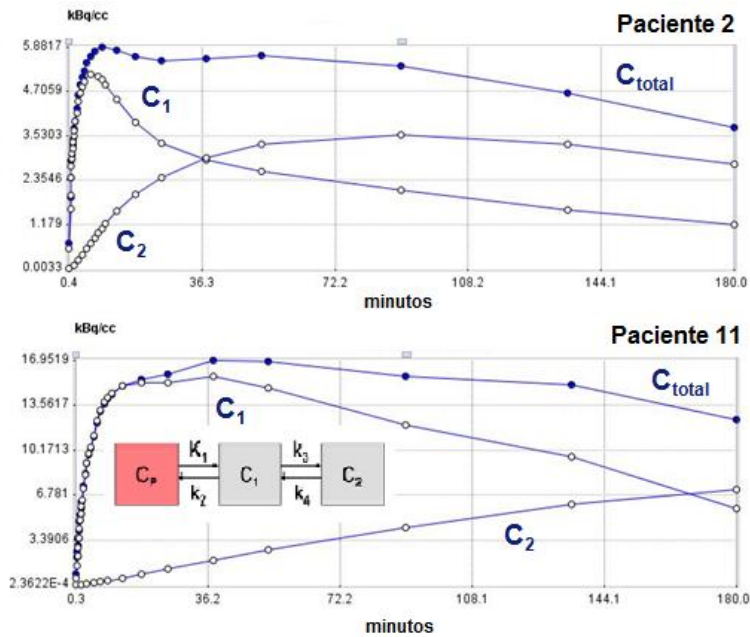 kBq/cc
Paciente 2
5.8817
4.7059
3.5303
2.3546
1.179
0.0033
C1
C2
Ctotal
0.4
36.3
72.2
108.2
144.1
180.0
minutos
kBq/cc
Paciente 11
16.9519
13.5617
10.1713
6.781
3.3906
2.3622E-4
Ctotal
C1
K1
k2
k3
k4
CP
C1
C2
C2
0.3
36.2
72.2
108.1
144.1
180.0
minutos